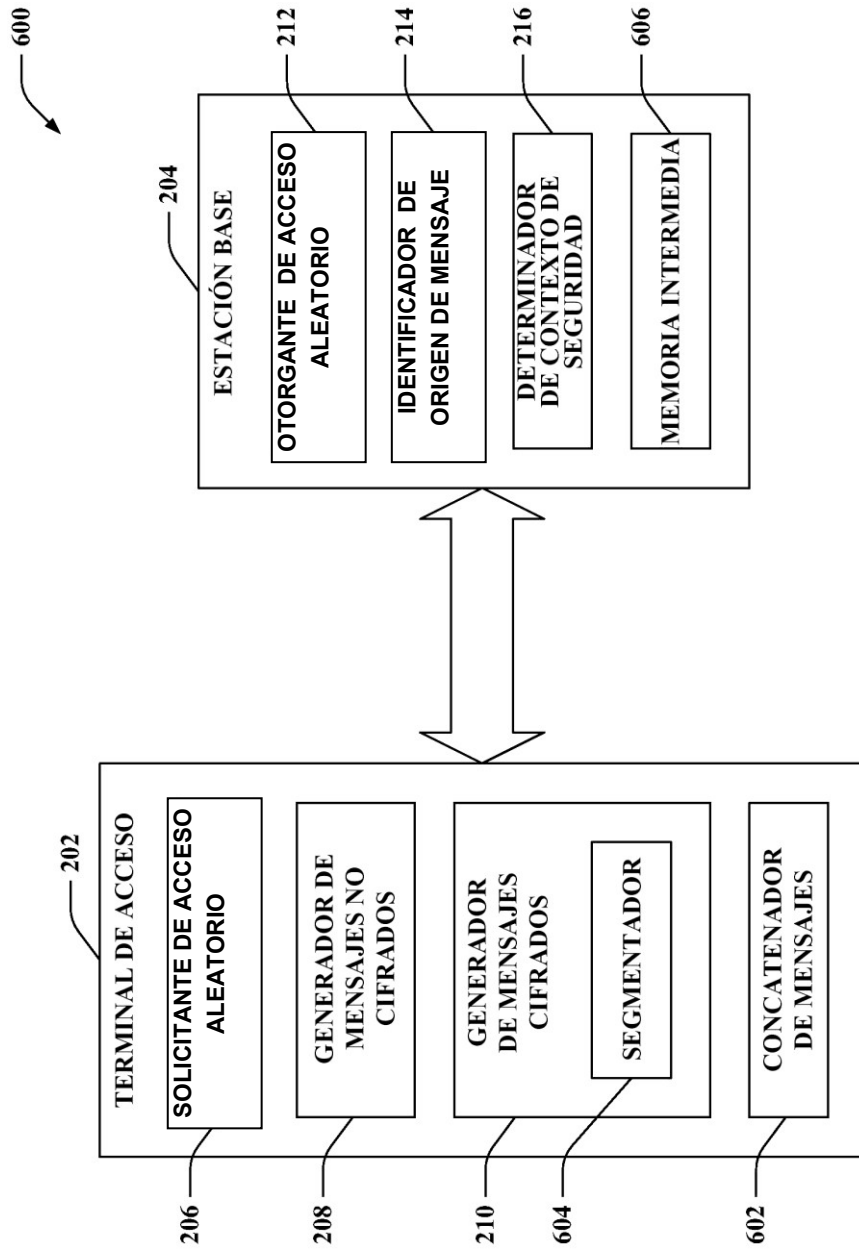 600
202
TERMINAL DE ACCESO
206
SOLICITANTE DE ACCESO
ALEATORIO
208
GENERADOR DE
MENSAJES NO
CIFRADOS
210
GENERADOR
DE MENSAJES
CIFRADOS
604
SEGMENTADOR
602
CONCATENADOR
DE MENSAJES
204
ESTACIÓN BASE
212
OTORGANTE DE ACCESO
ALEATORIO
214
IDENTIFICADOR DE
ORIGEN DE MENSAJE
216
DETERMINADOR
DE CONTEXTO DE
SEGURIDAD
606
MEMORIA INTERMEDIA